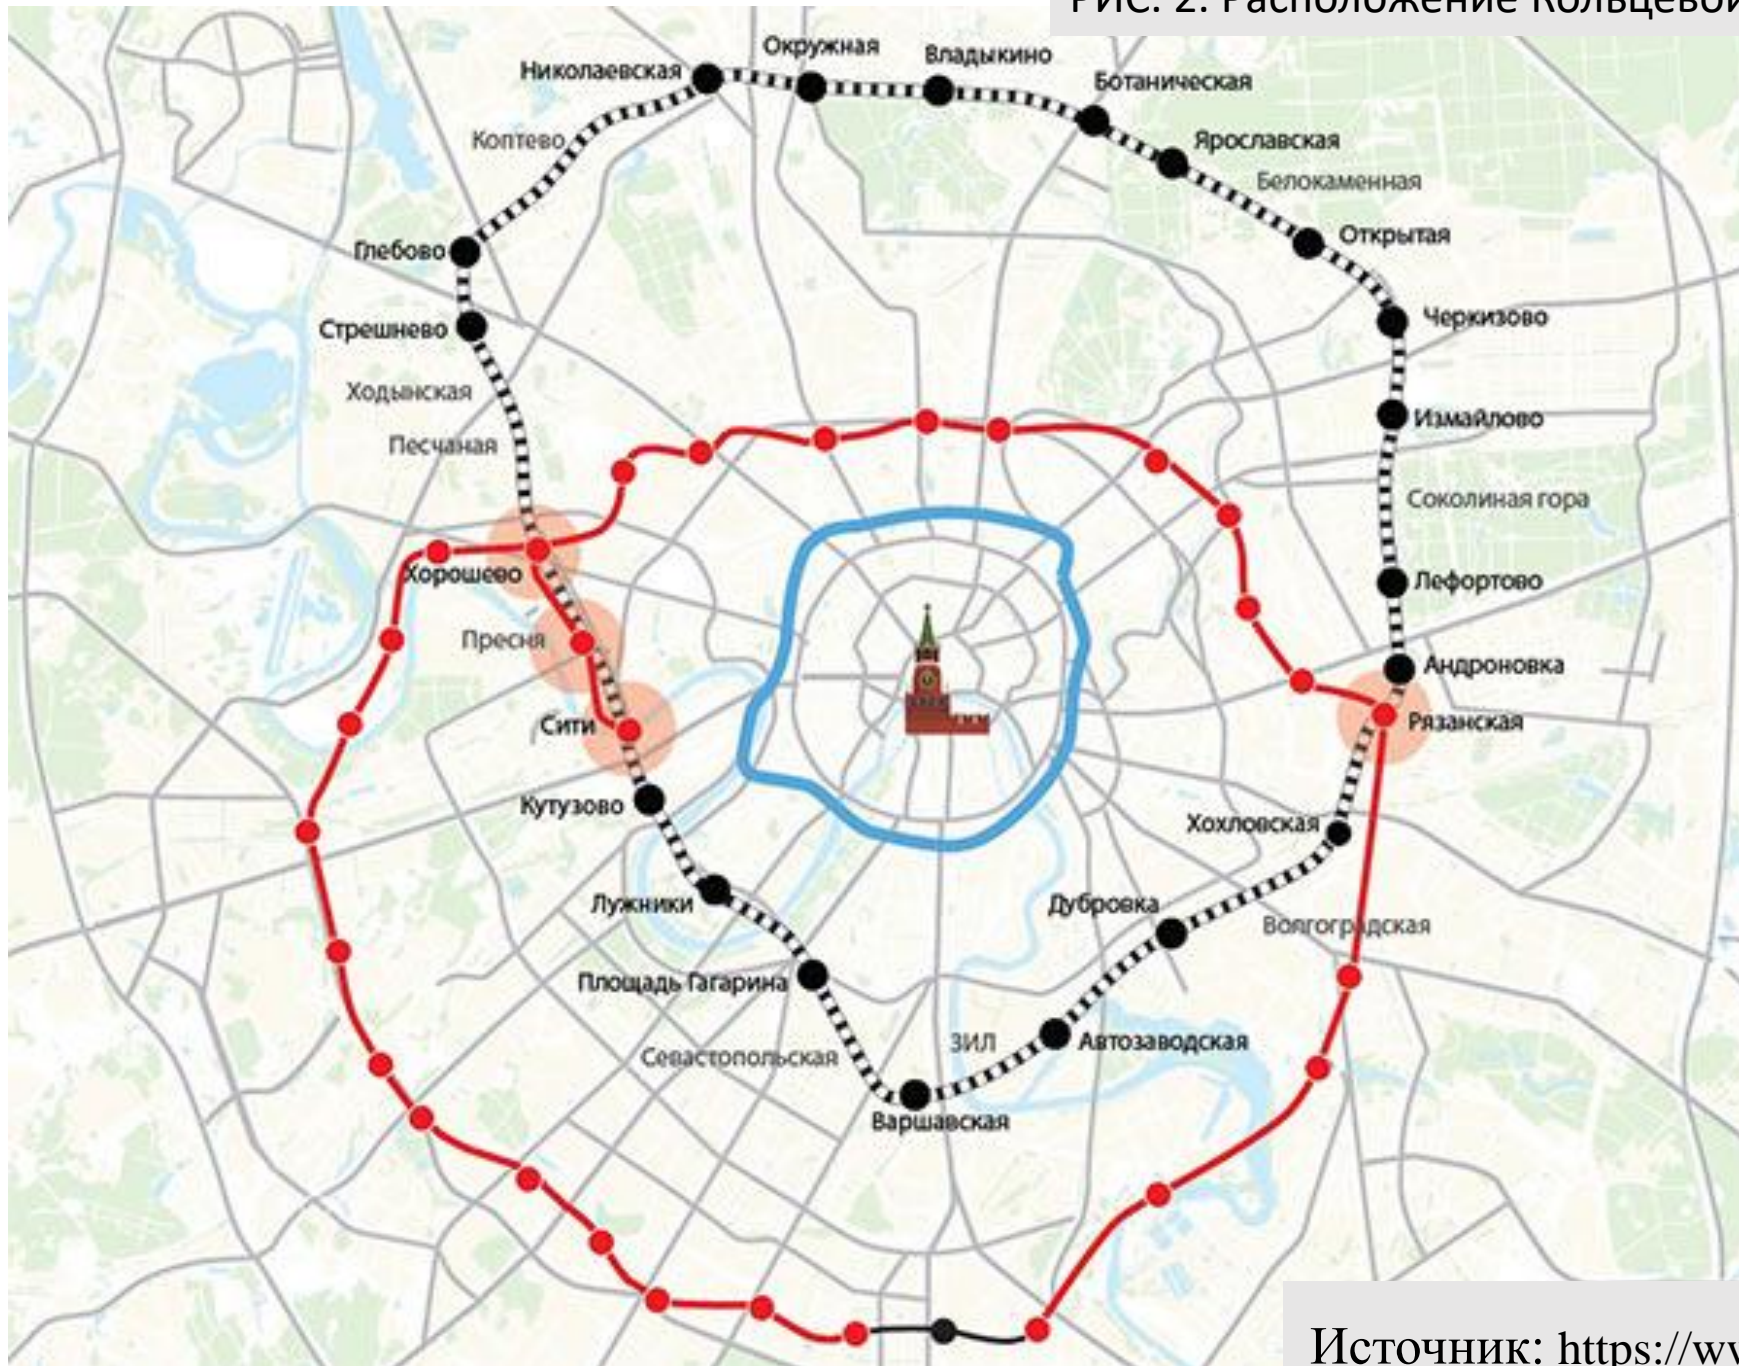 РИС. 2. Расположение Кольцевой
Николаевская
Окружная
Владыкино
Ботаническая
Коптево
Ярославская
Белокаменная
Глебово
Открытая
Стрешнево
Черкизово
Ходынская
Измайлово
Песчаная
Соколиная гора
Хорошево
Лефортово
Пресня
Андроновка
Сити
Рязанская
Кутузово
Хохловская
Лужники
Дубровка
Волгоградская
Площадь Гагарина
Севастопольская
ЗИЛ
Автозаводская
Варшавская
Источник: https://ww